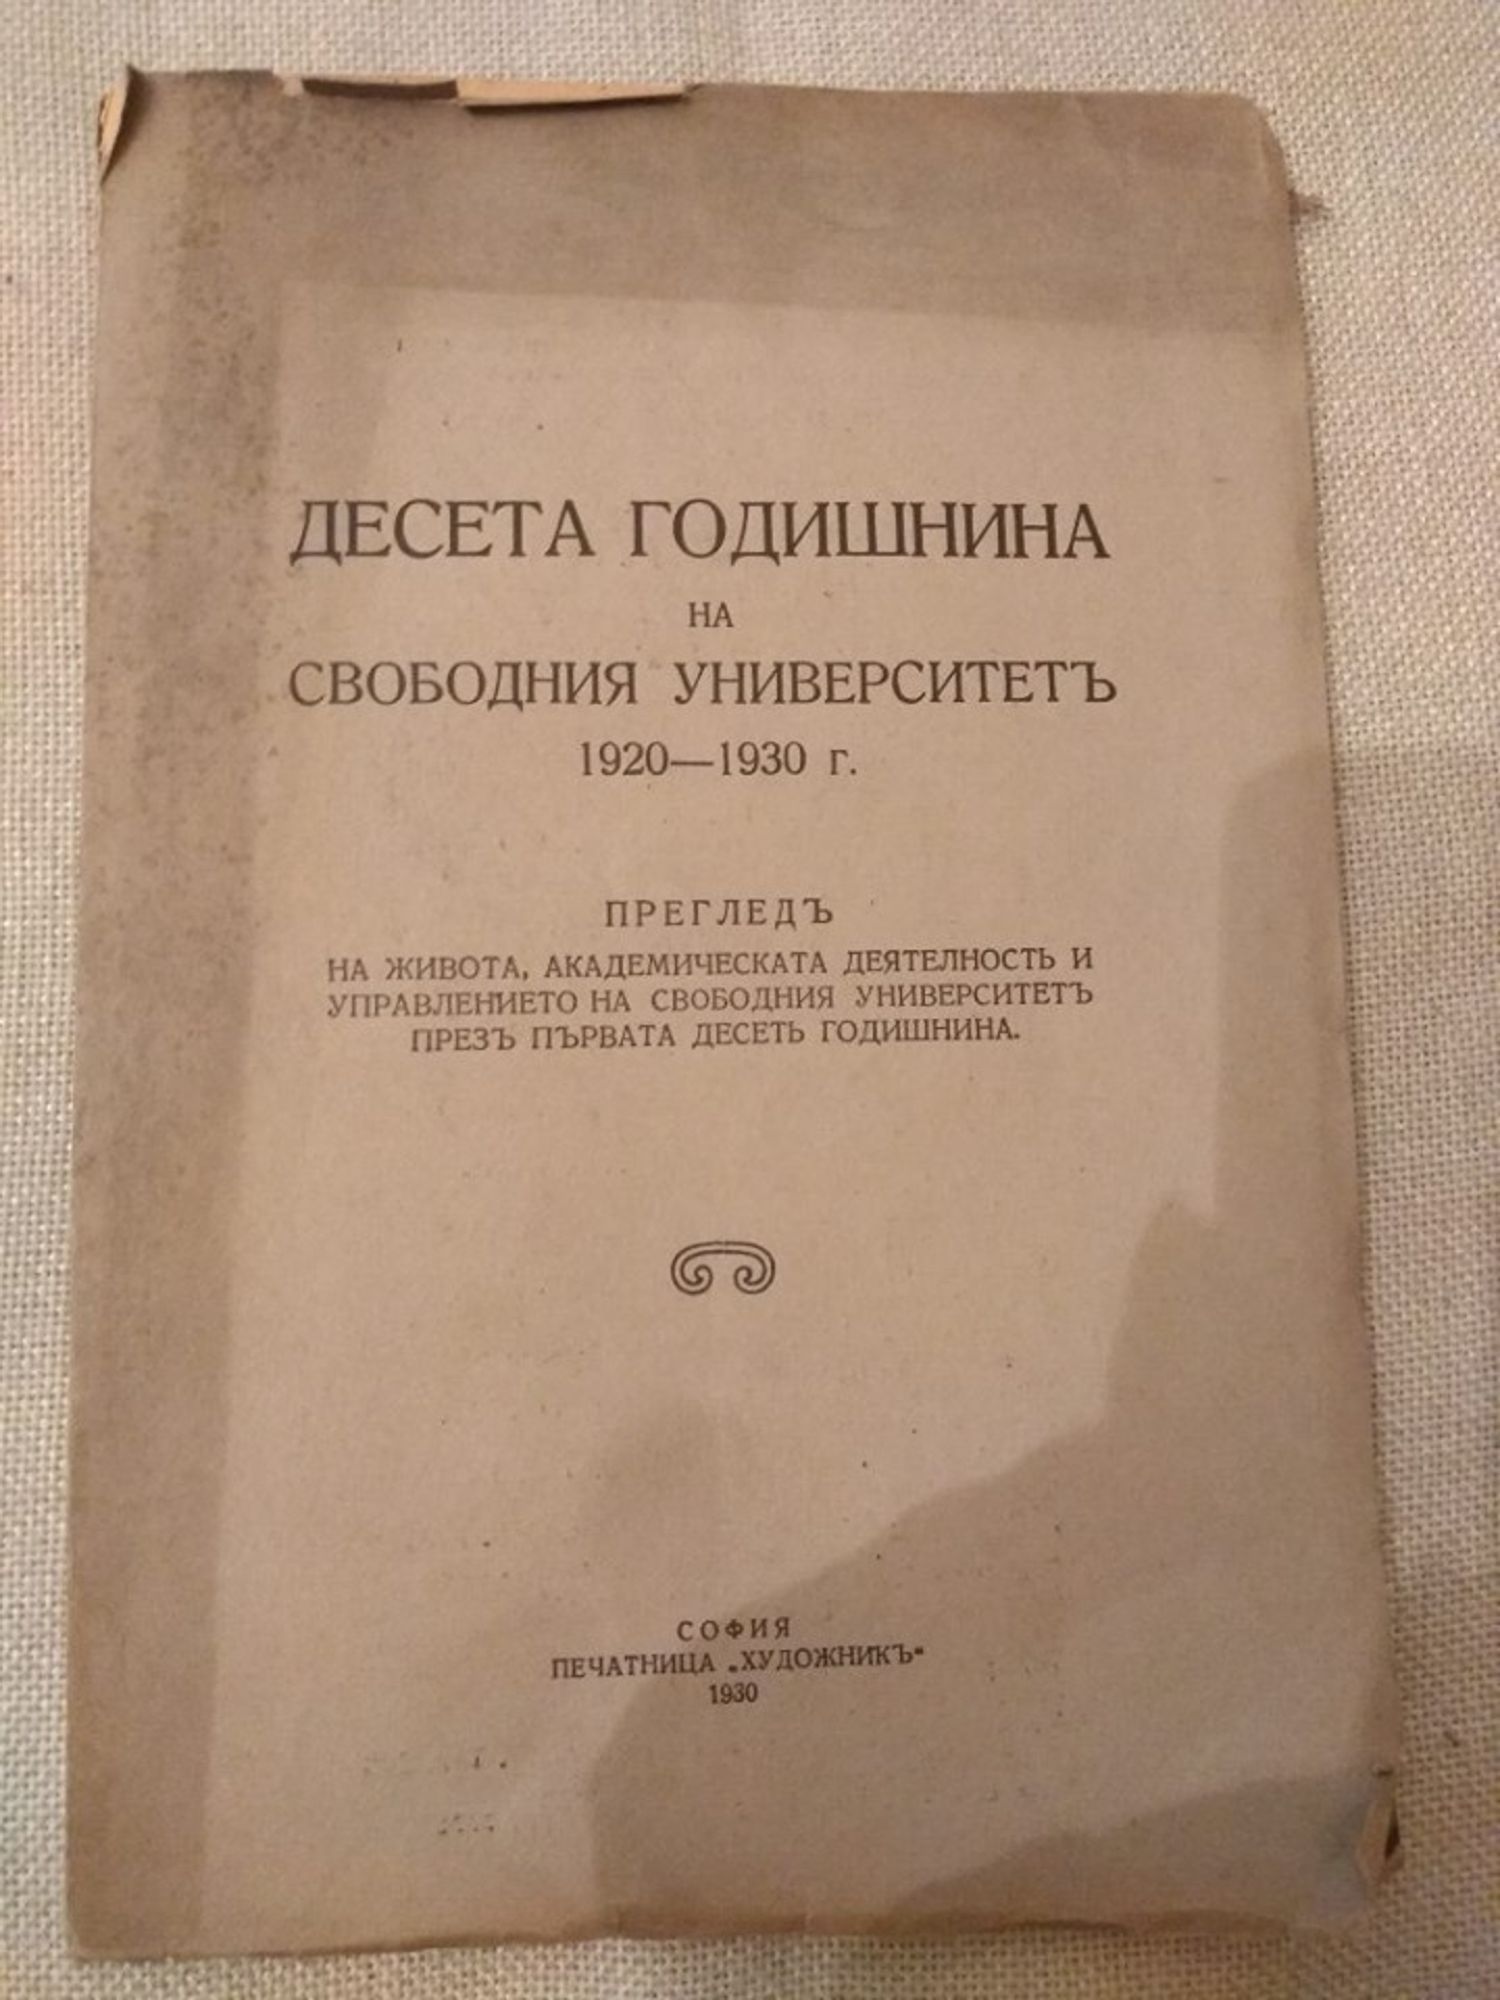 ДЕСЕТА ГОДИШНИНА
НА
СВОБОДНИЯ УНИВЕРСИТЕТЪ
1920—1930 г.
ПРЕГЛЕДЪ
НА ЖИВОТА, АКАДЕМИЧЕСКАТА ДЕЯТЕЛНОСТЬ И
УПРАВЛЕНИЕТО НА СВОБОДНИЯ УНИВЕРСИТЕТЪ
ПРЕЗЪ ПЪРВАТА ДЕСЕТЬ ГОДИШНИНА.
СОФИЯ
ПЕЧАТНИЦА „ХУДОЖНИКЪ“
1930